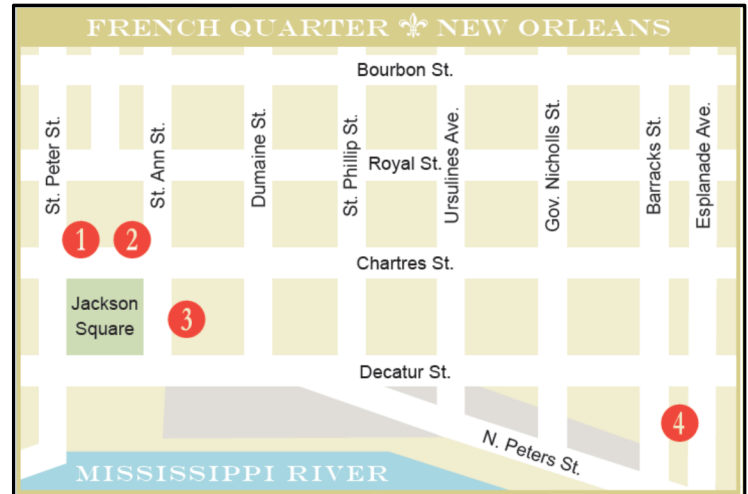 FRENCH QUARTER ⚜ NEW ORLEANS
Bourbon St.
St. Peter St.
St. Ann St.
Dumaine St.
St. Phillip St.
Royal St.
Ursulines Ave.
Gov. Nicholls St.
Barracks St.
Esplanade Ave.
1
2
Chartres St.
Jackson
Square
3
Decatur St.
4
N. Peters St.
MISSISSIPPI RIVER